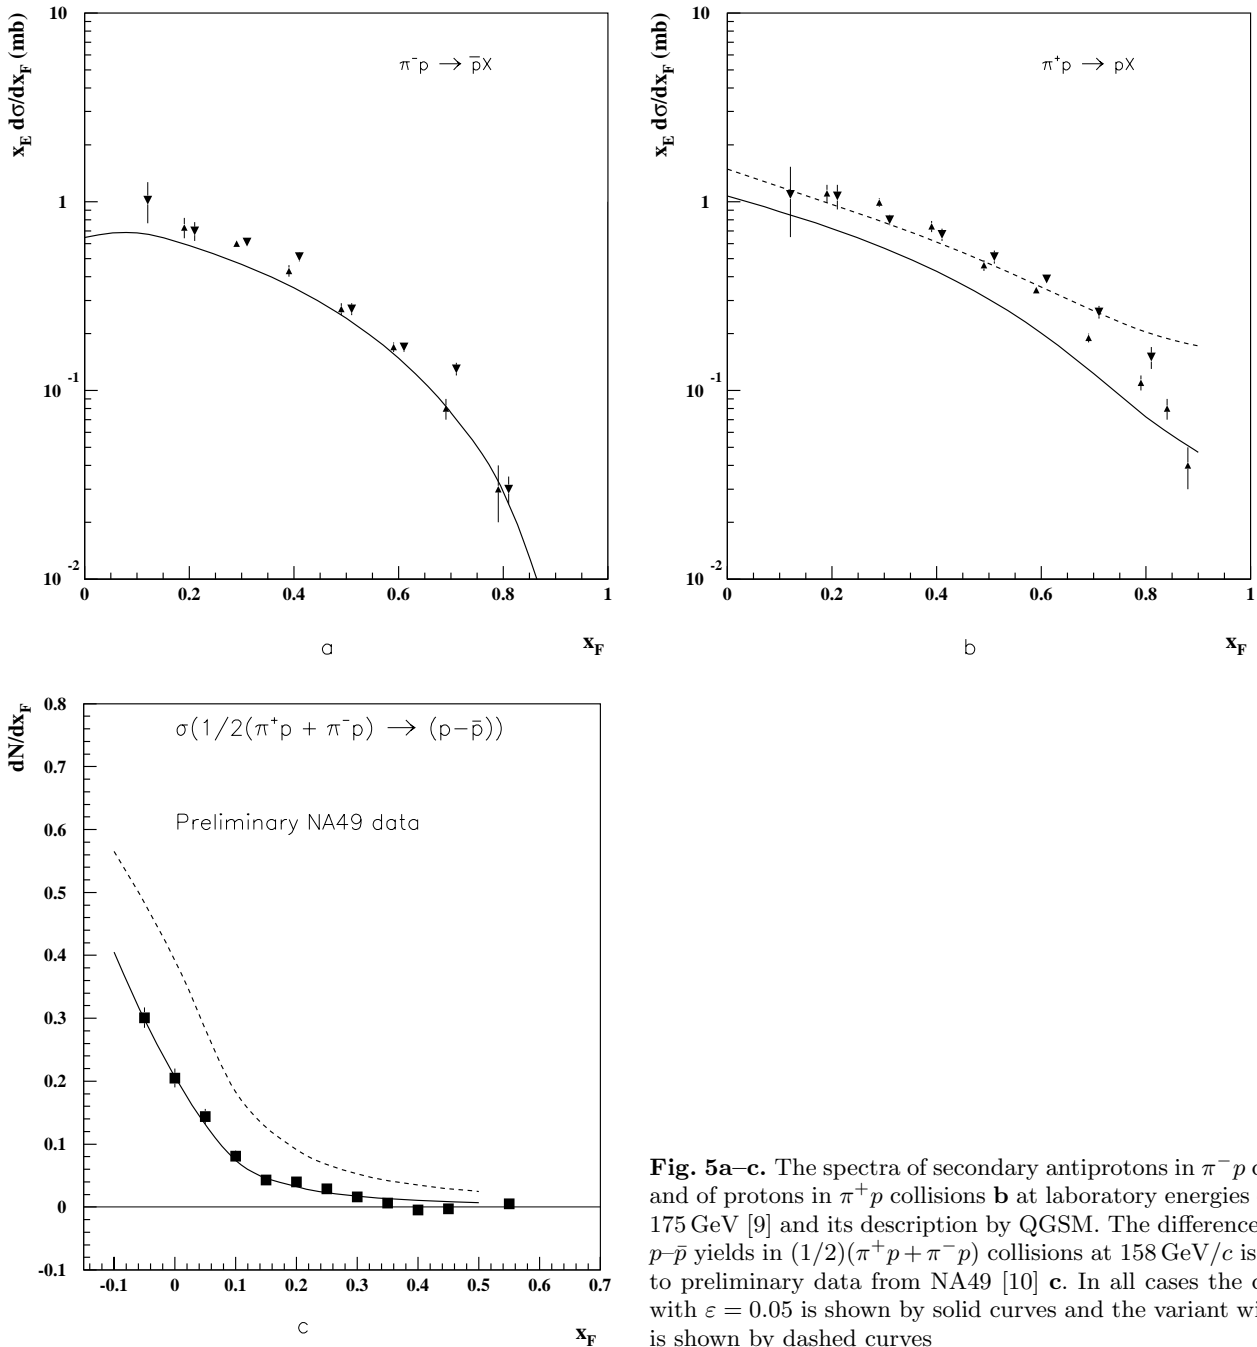 x_E dσ/dx_F (mb)
10
1
10^-1
10^-2
π⁻p → p̄X
0 0.2 0.4 0.6 0.8 1
a
x_F
x_E dσ/dx_F (mb)
10
1
10^-1
10^-2
π⁺p → pX
0 0.2 0.4 0.6 0.8 1
b
x_F
dN/dx_F
0.8
0.7
0.6
0.5
0.4
0.3
0.2
0.1
0
-0.1
σ(1/2(π⁺p + π⁻p) → (p-p̄))
Preliminary NA49 data
-0.1 0 0.1 0.2 0.3 0.4 0.5 0.6 0.7
c
x_F
Fig. 5a–c. The spectra of secondary antiprotons in π⁻p
and of protons in π⁺p collisions b at laboratory energies
175 GeV [9] and its description by QGSM. The difference
p–p̄ yields in (1/2)(π⁺p + π⁻p) collisions at 158 GeV/c is
to preliminary data from NA49 [10] c. In all cases the
with ε = 0.05 is shown by solid curves and the variant
is shown by dashed curves